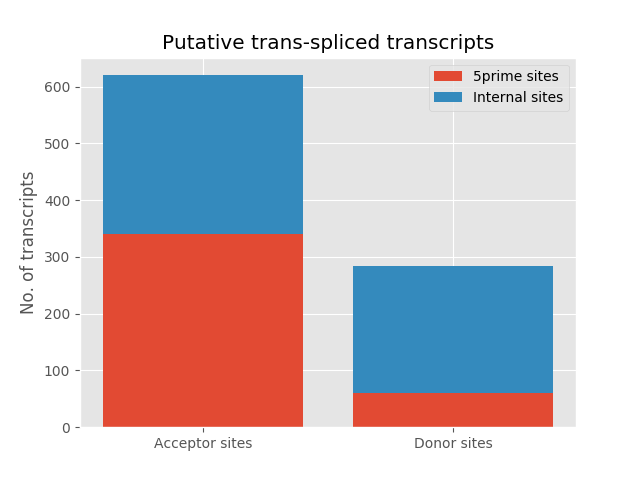 Putative trans-spliced transcripts
5prime sites
Internal sites
No. of transcripts
600
500
400
300
200
100
0
Acceptor sites
Donor sites